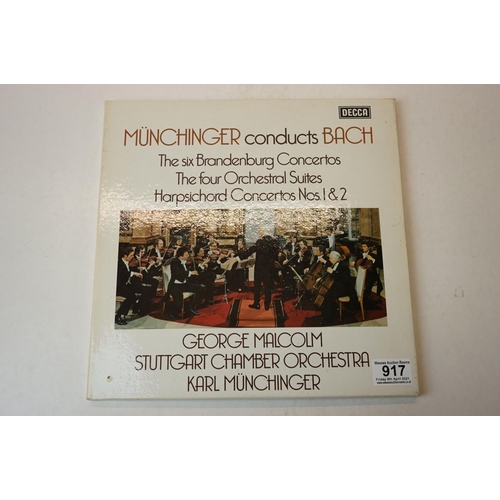 DECCA
MÜNCHINGER conducts BACH
The six Brandenburg Concertos
The four Orchestral Suites
Harpsichord Concertos Nos. 1 & 2
GEORGE MALCOLM
STUTTGART CHAMBER ORCHESTRA
KARL MÜNCHINGER
917